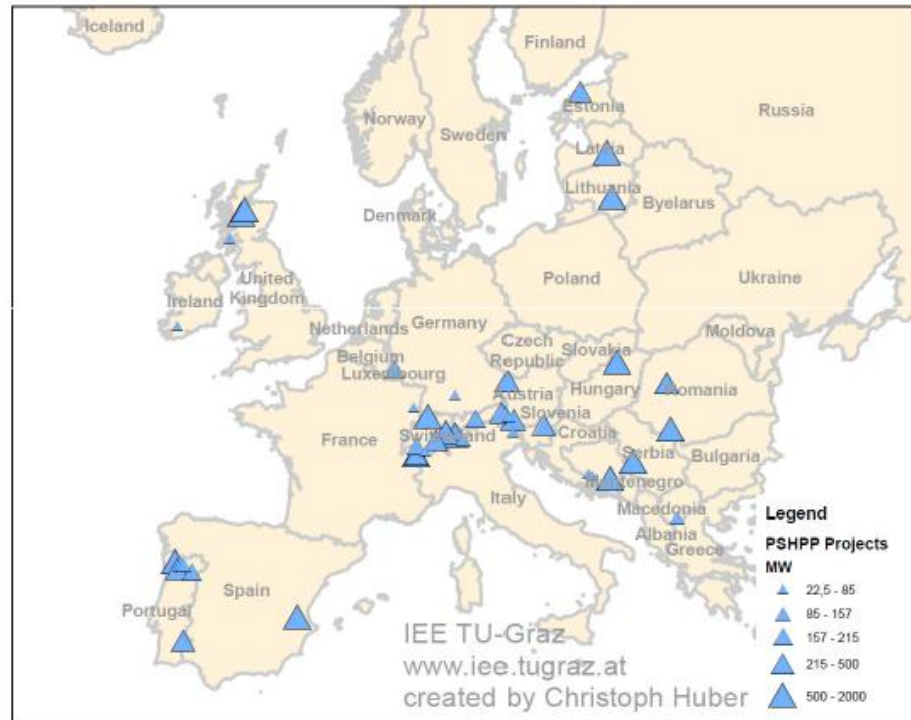 Iceland
Finland
Norway
Sweden
Russia
Estonia
Latvia
Lithuania
Byelarus
Denmark
United
Kingdom
Ireland
Poland
Ukraine
Netherlands
Germany
Belgium
Luxembourg
Czech
Republic
Slovakia
Moldova
Austria
Hungary
Romania
Slovenia
France
Switzerland
Croatia
Serbia
Bulgaria
Montenegro
Italy
Macedonia
Albania
Greece
Portugal
Spain
IEE TU-Graz
www.iee.tugraz.at
created by Christoph Huber
Legend
PSHPP Projects
MW
22,5 - 85
85 - 157
157 - 215
215 - 500
500 - 2000